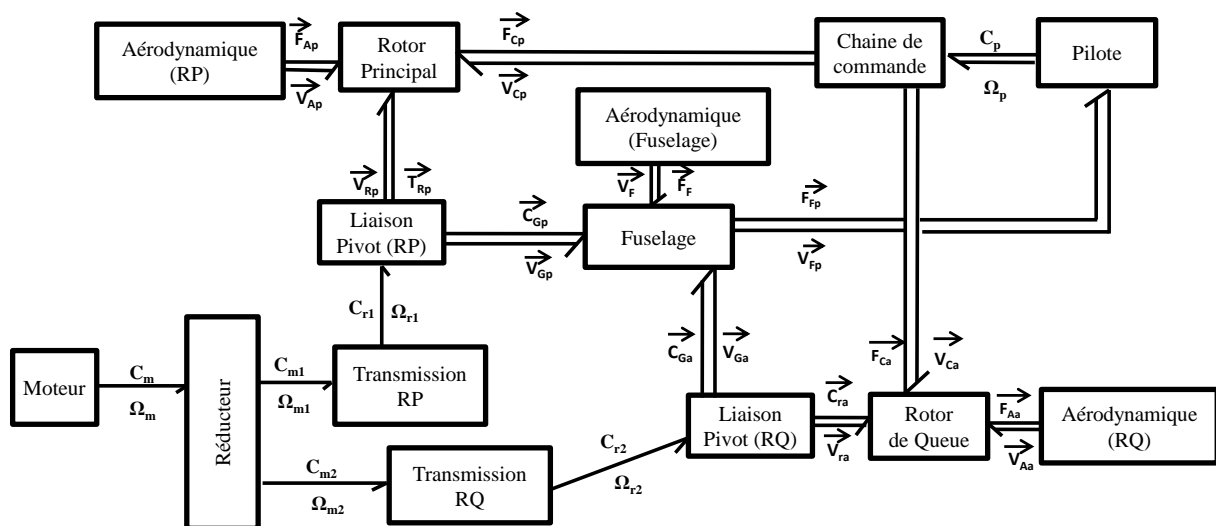 Aérodynamique
(RP)
F_Ap
V_Ap
Rotor
Principal
F_Cp
V_Cp
Chaine de
commande
C_p
Ω_p
Pilote
Aérodynamique
(Fuselage)
V_F
F_F
V_Rp
T_Rp
Liaison
Pivot (RP)
C_Gp
V_Gp
Fuselage
F_Fp
V_Fp
C_r1
Ω_r1
Moteur
C_m
Ω_m
Réducteur
C_m1
Ω_m1
Transmission
RP
C_Ga
V_Ga
F_Ca
V_Ca
C_m2
Ω_m2
Transmission
RQ
C_r2
Ω_r2
Liaison
Pivot (RQ)
C_ra
V_ra
Rotor
de Queue
F_Aa
V_Aa
Aérodynamique
(RQ)